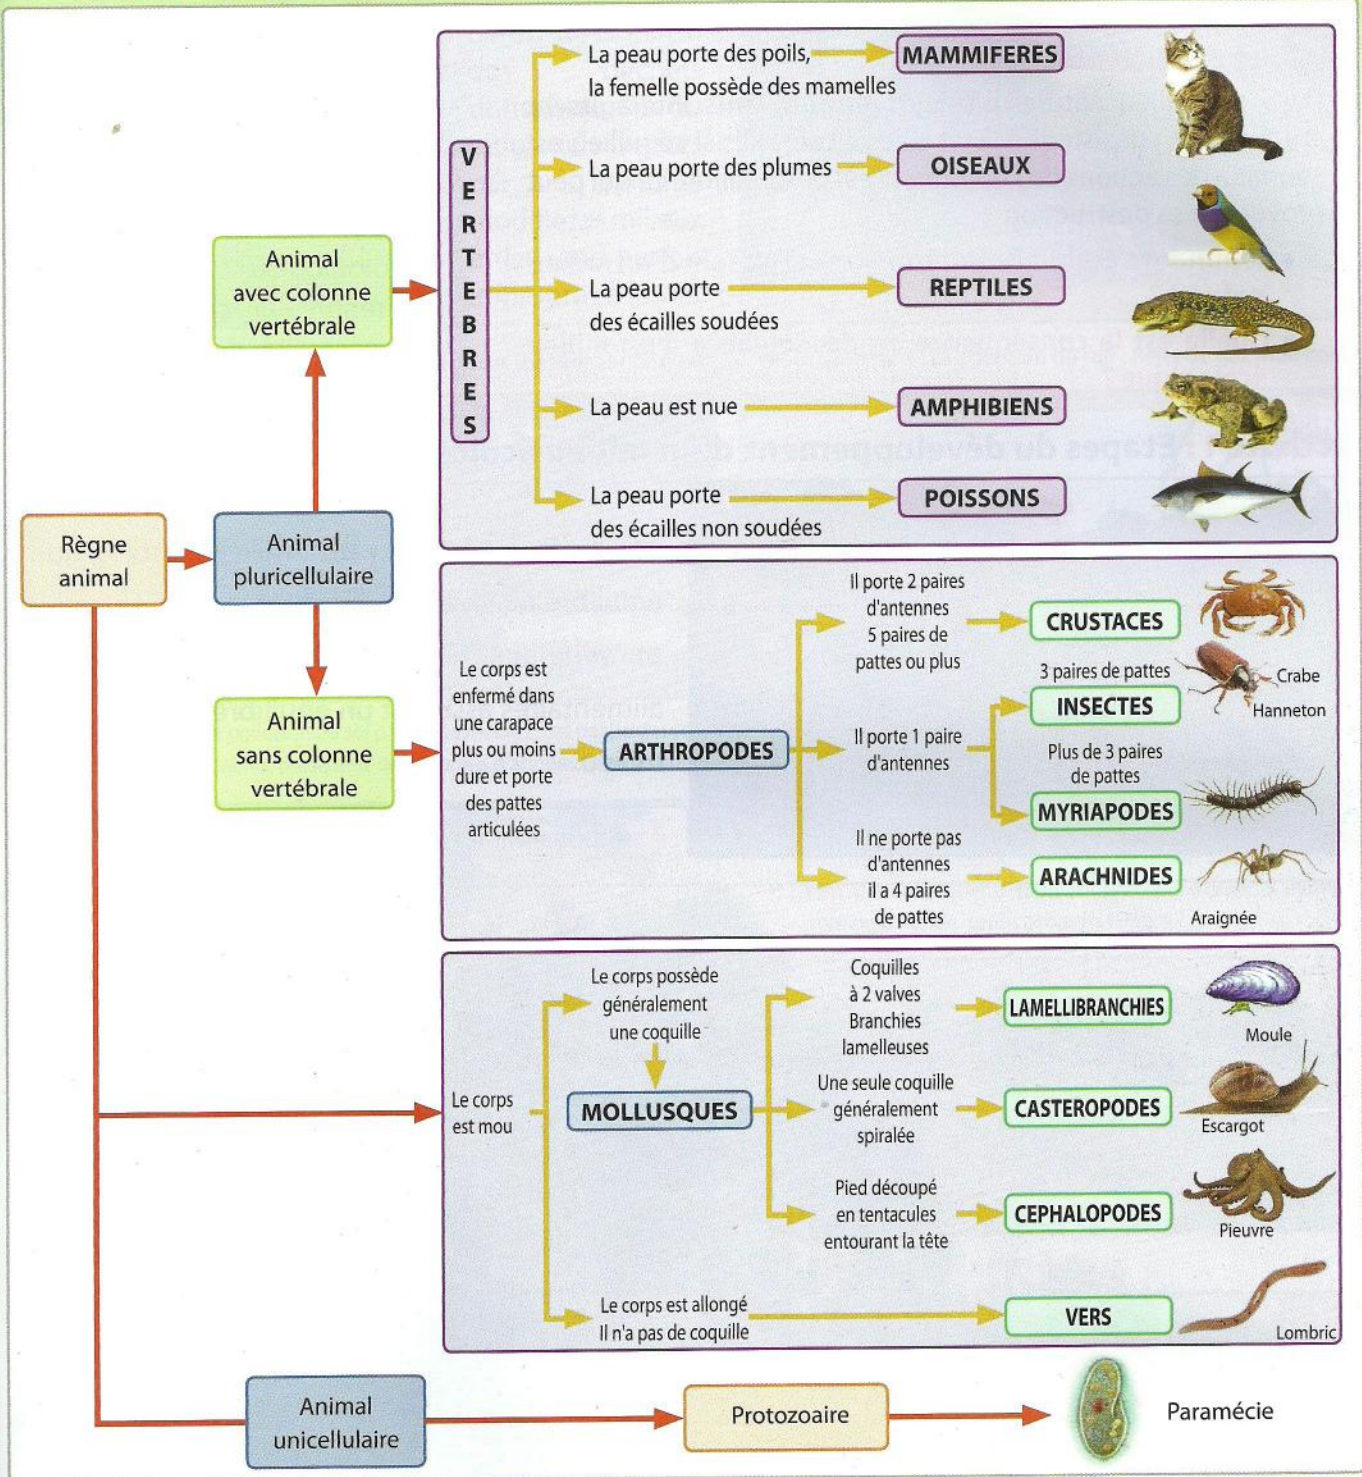 La peau porte des poils,
la femelle possède des mamelles
MAMMIFERES
VERTEBRES
La peau porte des plumes
OISEAUX
Animal
avec colonne
vertébrale
La peau porte
des écailles soudées
REPTILES
La peau est nue
AMPHIBIENS
La peau porte
des écailles non soudées
POISSONS
Règne
animal
Animal
pluricellulaire
Animal
sans colonne
vertébrale
Le corps est
enfermé dans
une carapace
plus ou moins
dure et porte
des pattes
articulées
ARTHROPODES
Il porte 2 paires
d'antennes
5 paires de
pattes ou plus
CRUSTACES
Crabe
Il porte 1 paire
d'antennes
3 paires de pattes
INSECTES
Hanneton
Plus de 3 paires
de pattes
MYRIAPODES
Il ne porte pas
d'antennes
il a 4 paires
de pattes
ARACHNIDES
Araignée
Le corps
est mou
Le corps possède
généralement
une coquille
MOLLUSQUES
Coquilles
à 2 valves
Branchies
lamelleuses
LAMELLIBRANCHIES
Moule
Une seule coquille
généralement
spiralée
CASTEROPODES
Escargot
Pied découpé
en tentacules
entourant la tête
CEPHALOPODES
Pieuvre
Le corps est allongé
Il n'a pas de coquille
VERS
Lombric
Animal
unicellulaire
Protozoaire
Paramécie